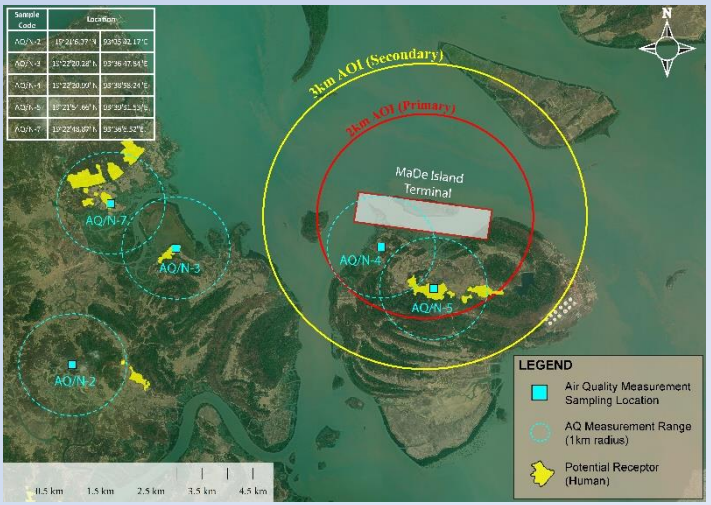 Sample Code Location
AQ/N-2
AQ/N-3
AQ/N-4
AQ/N-5
AQ/N-7
N
3km AOI (Secondary)
2km AOI (Primary)
MaDe Island
Terminal
AQ/N-7
AQ/N-3
AQ/N-4
AQ/N-5
AQ/N-2
LEGEND
Air Quality Measurement
Sampling Location
AQ Measurement Range
(1km radius)
Potential Receptor
(Human)
0.5 km 1.5 km 2.5 km 3.5 km 4.5 km